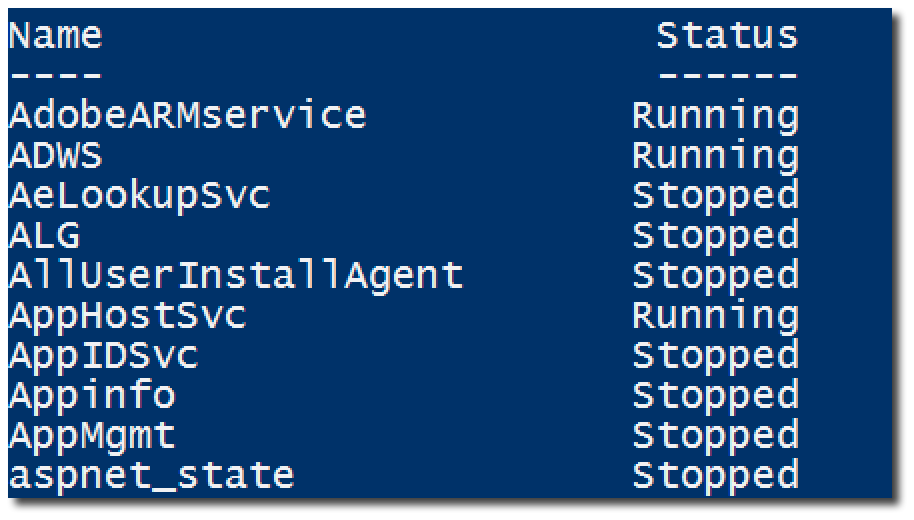 Name Status
---- ------
AdobeARMservice Running
ADWS Running
AeLookupSvc Stopped
ALG Stopped
AllUserInstallAgent Stopped
AppHostSvc Running
AppIDSvc Stopped
Appinfo Stopped
AppMgmt Stopped
aspnet_state Stopped